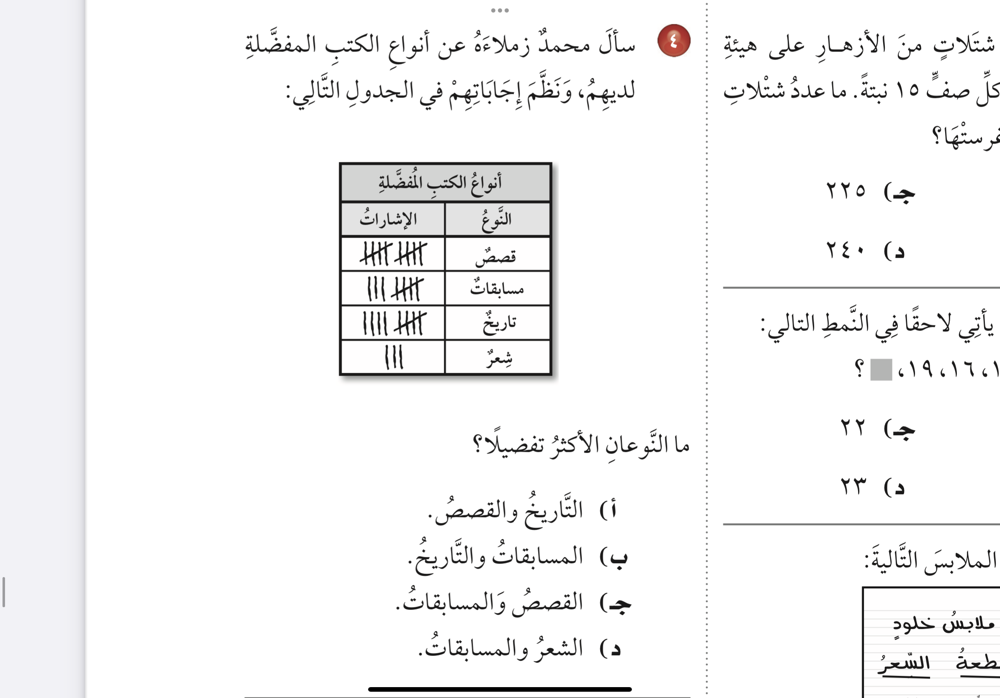 شتَلاتٍ منَ الأزهـارِ على هيئةِ
كلِّ صفٍّ ١٥ نبتةً. ما عددُ شتْلاتِ
غرستْهَا؟
جـ) ٢٢٥
د) ٢٤٠
يأتِي لاحقًا فِي النَّمطِ التالي:
١، ١٦، ١٩، ؟
جـ) ٢٢
د) ٢٣
الملابسَ التَّاليةَ:
ملابسُ خلودٍ
السّعرُ
٤ سألَ محمدٌ زملاءَهُ عن أنواعِ الكتبِ المفضَّلةِ
لديهِمُ، وَنَظَّمَ إِجَابَاتِهِمْ في الجدولِ التَّالِي:
أنواعُ الكتبِ المُفضَّلةِ
النَّوعُ الإشاراتُ
قصصٌ
مسابقاتٌ
تاريخٌ
شِعرٌ
ما النَّوعانِ الأكثرُ تفضيلًا؟
أ) التَّاريخُ والقصصُ.
ب) المسابقاتُ والتَّاريخُ.
جـ) القصصُ وَالمسابقاتُ.
د) الشعرُ والمسابقاتُ.